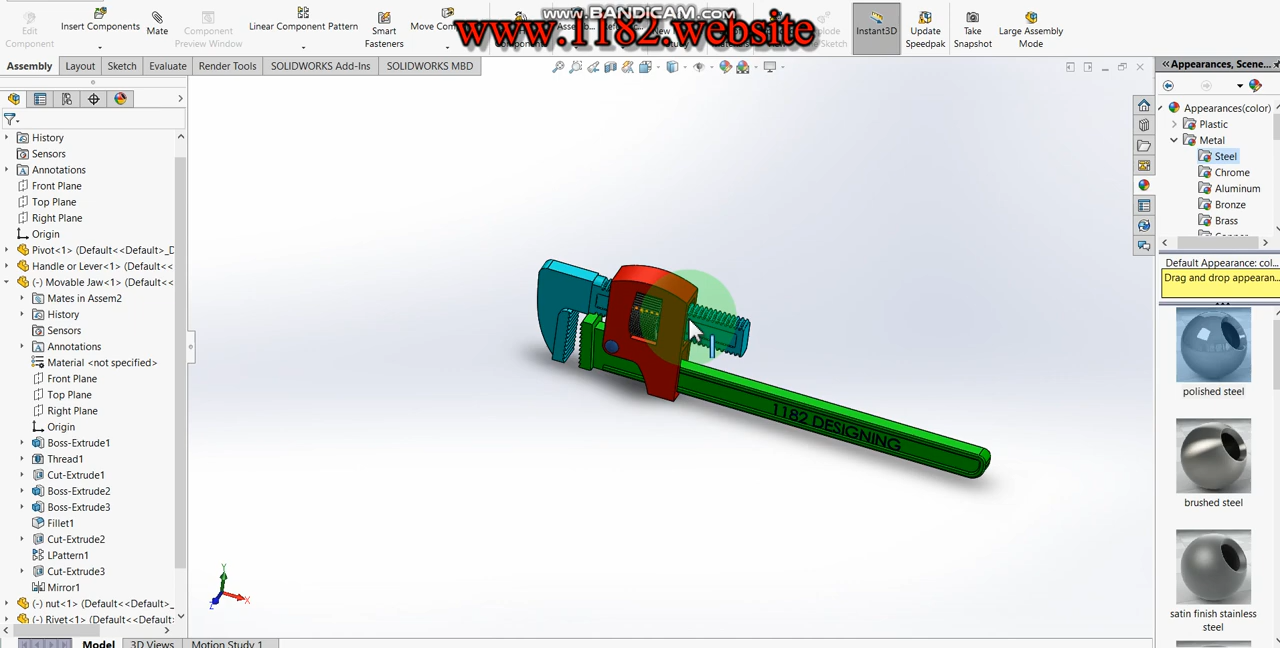 www.BANDICAM.com
www.1182.website
Edit Component
Insert Components
Mate
Component Preview Window
Linear Component Pattern
Smart Fasteners
Move Com
Take Snapshot
Large Assembly Mode
Instant3D
Update Speedpak
Assembly
Layout
Sketch
Evaluate
Render Tools
SOLIDWORKS Add-Ins
SOLIDWORKS MBD
History
Sensors
Annotations
Front Plane
Top Plane
Right Plane
Origin
Pivot<1> (Default<<Default>_D
Handle or Lever<1> (Default<<
(-) Movable Jaw<1> (Default<<
Mates in Assem2
History
Sensors
Annotations
Material <not specified>
Front Plane
Top Plane
Right Plane
Origin
Boss-Extrude1
Thread1
Cut-Extrude1
Boss-Extrude2
Boss-Extrude3
Fillet1
Cut-Extrude2
LPattern1
Cut-Extrude3
Mirror1
(-) nut<1> (Default<<Default>_
(-) Rivet<1> (Default<<Default>
Model
3D Views
Motion Study 1
1182 DESIGNING
Y
X
Z
Appearances, Scene...
Appearances(color)
Plastic
Metal
Steel
Chrome
Aluminum
Bronze
Brass
Default Appearance: col...
Drag and drop appearan...
polished steel
brushed steel
satin finish stainless
steel